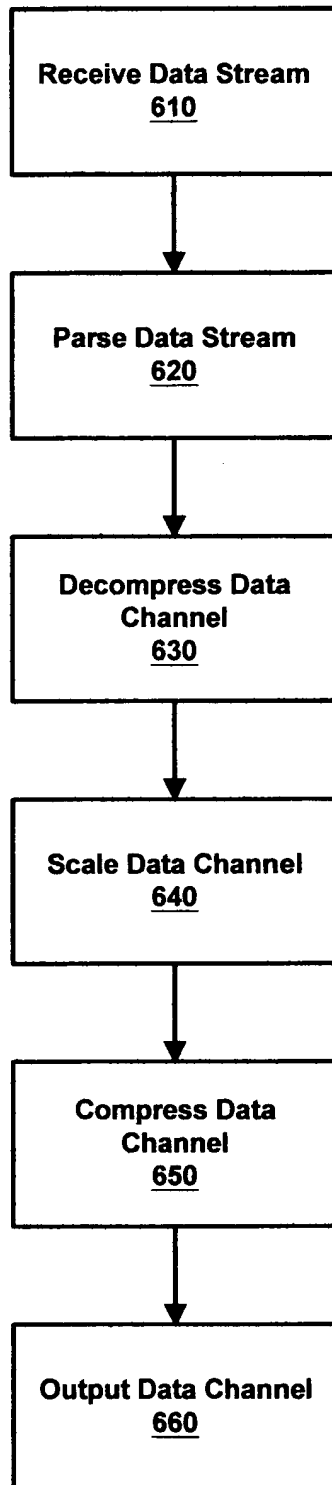 Receive Data Stream
610
Parse Data Stream
620
Decompress Data
Channel
630
Scale Data Channel
640
Compress Data
Channel
650
Output Data Channel
660